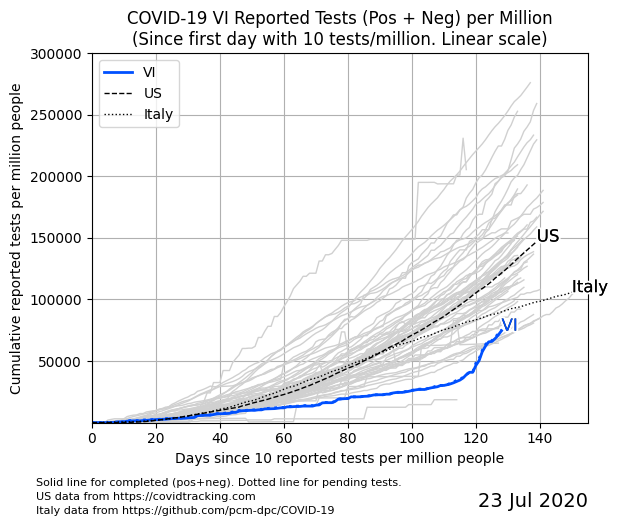 COVID-19 VI Reported Tests (Pos + Neg) per Million
(Since first day with 10 tests/million. Linear scale)
Cumulative reported tests per million people
300000
250000
200000
150000
100000
50000
VI
US
Italy
US
Italy
VI
0
20
40
60
80
100
120
140
Days since 10 reported tests per million people
Solid line for completed (pos+neg). Dotted line for pending tests.
US data from https://covidtracking.com
Italy data from https://github.com/pcm-dpc/COVID-19
23 Jul 2020